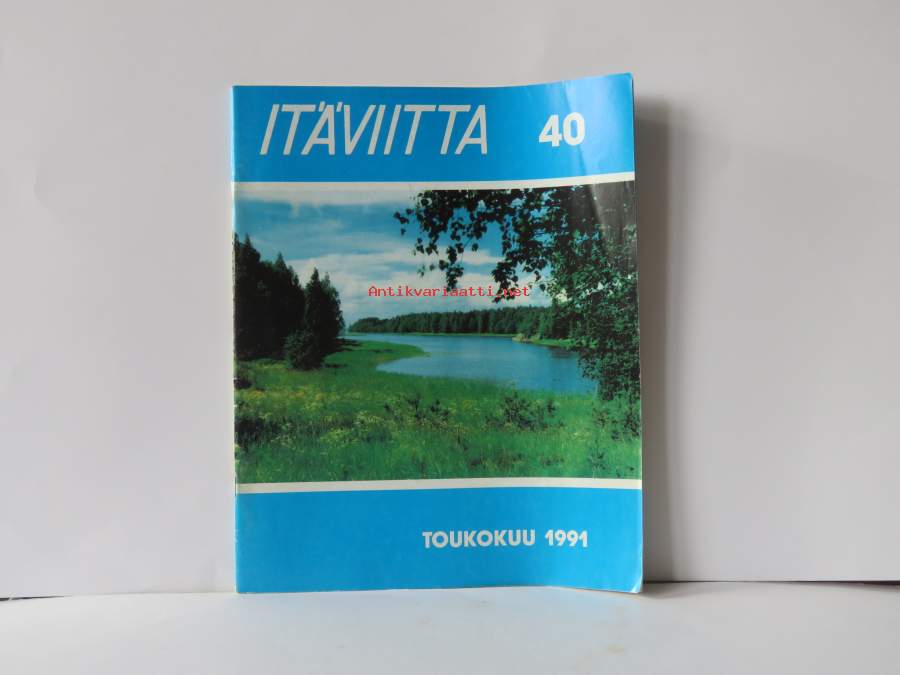 ITÄVIITTA 40
Antikvariaatti.net
TOUKOKUU 1991